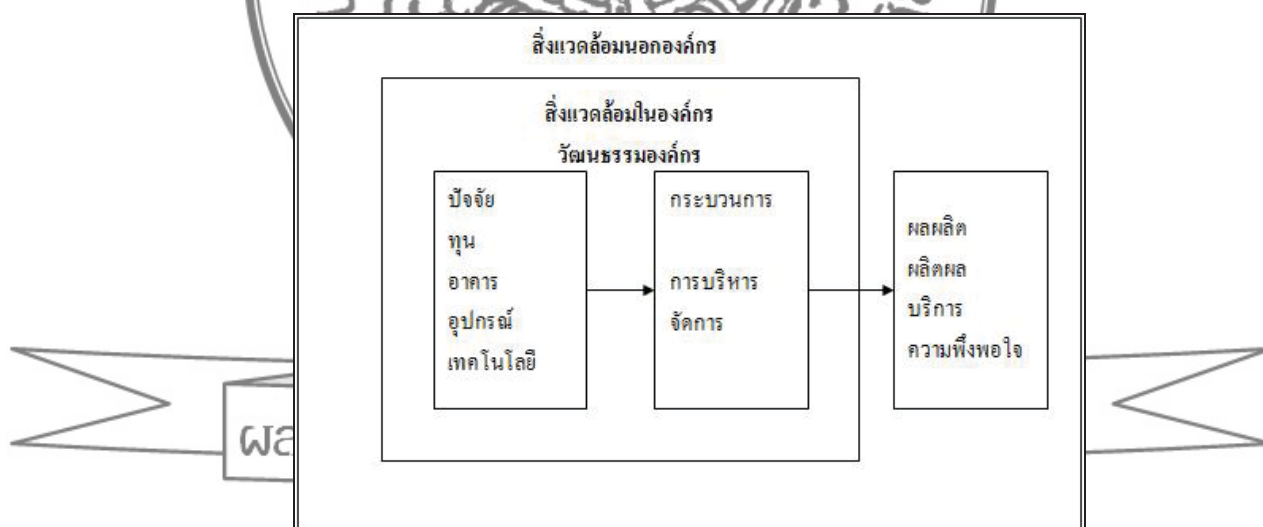 สิ่งแวดล้อมนอกองค์กร
สิ่งแวดล้อมในองค์กร
วัฒนธรรมองค์กร
ปัจจัย
ทุน
อาคาร
อุปกรณ์
เทคโนโลยี
กระบวนการ
การบริหาร
จัดการ
ผลผลิต
ผลิตผล
บริการ
ความพึงพอใจ